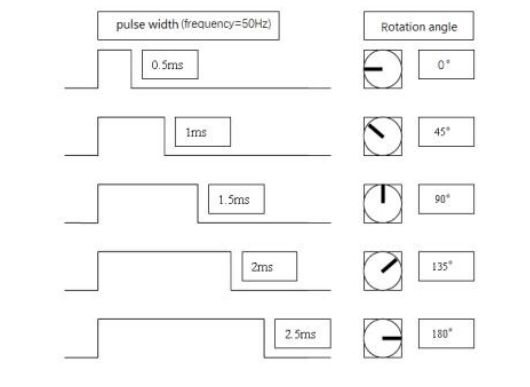 pulse width (frequency=50Hz)
Rotation angle
0.5ms
0°
1ms
45°
1.5ms
90°
2ms
135°
2.5ms
180°